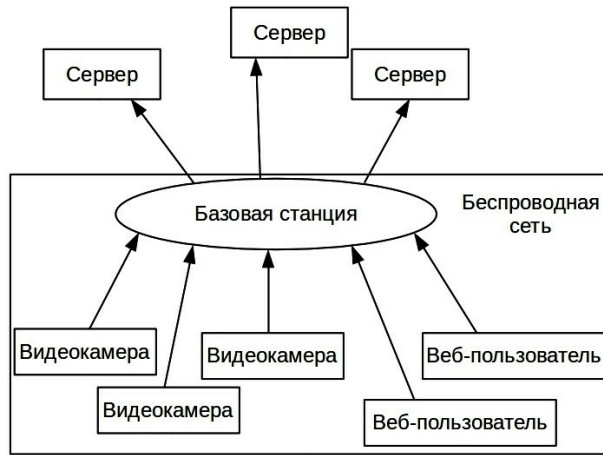 Сервер
Сервер
Сервер
Базовая станция
Беспроводная
сеть
Видеокамера
Видеокамера
Видеокамера
Веб-пользователь
Веб-пользователь